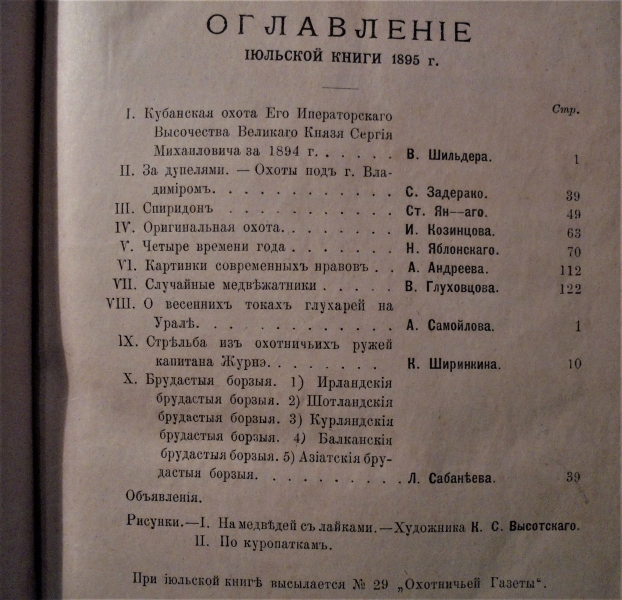 ОГЛАВЛЕНІЕ
ІЮЛЬСКОЙ КНИГИ 1895 г.
Стр.
I. Кубанская охота Его Император­скаго
Высочества Великаго Князя Сергія
Михаиловича за 1894 г. . . . . . В. Шильдера. 1
II. За дупелями. — Охоты подъ г. Вла-
диміромъ. . . . . . . . . . . . . С. Задерако. 39
III. Спиридонъ . . . . . . . . . . . . Ст. Ян—аго. 49
IV. Оригинальная охота. . . . . . . . И. Козинцова. 63
V. Четыре времени года . . . . . . . Н. Яблонскаго. 70
VI. Картинки современныхъ нравовъ . . А. Андреева. 112
VII. Случайные медвѣжатники . . . . . В. Глуховцова. 122
VIII. О весеннихъ токахъ глухарей на
Уралѣ. . . . . . . . . . . . . . А. Самойлова. 1
IX. Стрѣльба изъ охотничьихъ ружей
капитана Журнэ. . . . . . . . К. Ширинкина. 10
X. Брудастыя борзыя. 1) Ирландскія
брудастыя борзыя. 2) Шотландскія
брудастыя борзыя. 3) Курляндскія
брудастыя борзыя. 4) Балканскія
брудастыя борзыя. 5) Азіатскія бру-
дастыя борзыя. . . . . . . . . . . Л. Сабанѣева. 39
Объявленія.
Рисунки.—I. На медвѣдей съ лайками.—Художника К. С. Высотскаго.
II. По куропаткамъ.
При іюльской книгѣ высылается № 29 „Охотничьей Газеты“.